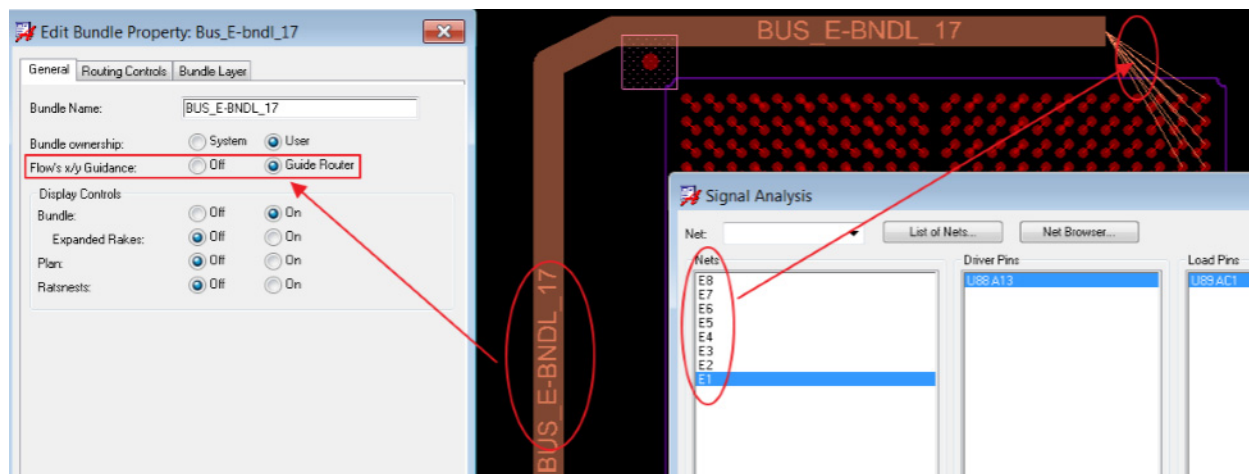 Edit Bundle Property: Bus_E-bndl_17
General Routing Controls Bundle Layer
Bundle Name: BUS_E-BNDL_17
Bundle ownership: System User
Flow's x/y Guidance: Off Guide Router
Display Controls
Bundle: Off On
Expanded Rakes: Off On
Plan: Off On
Ratsnests: Off On
BUS_E-BNDL_17
BUS_E-BNDL_17
Signal Analysis
Net: List of Nets... Net Browser...
Nets Driver Pins Load Pins
E8 U88 A13 U89 AC1
E7
E6
E5
E4
E3
E2
E1